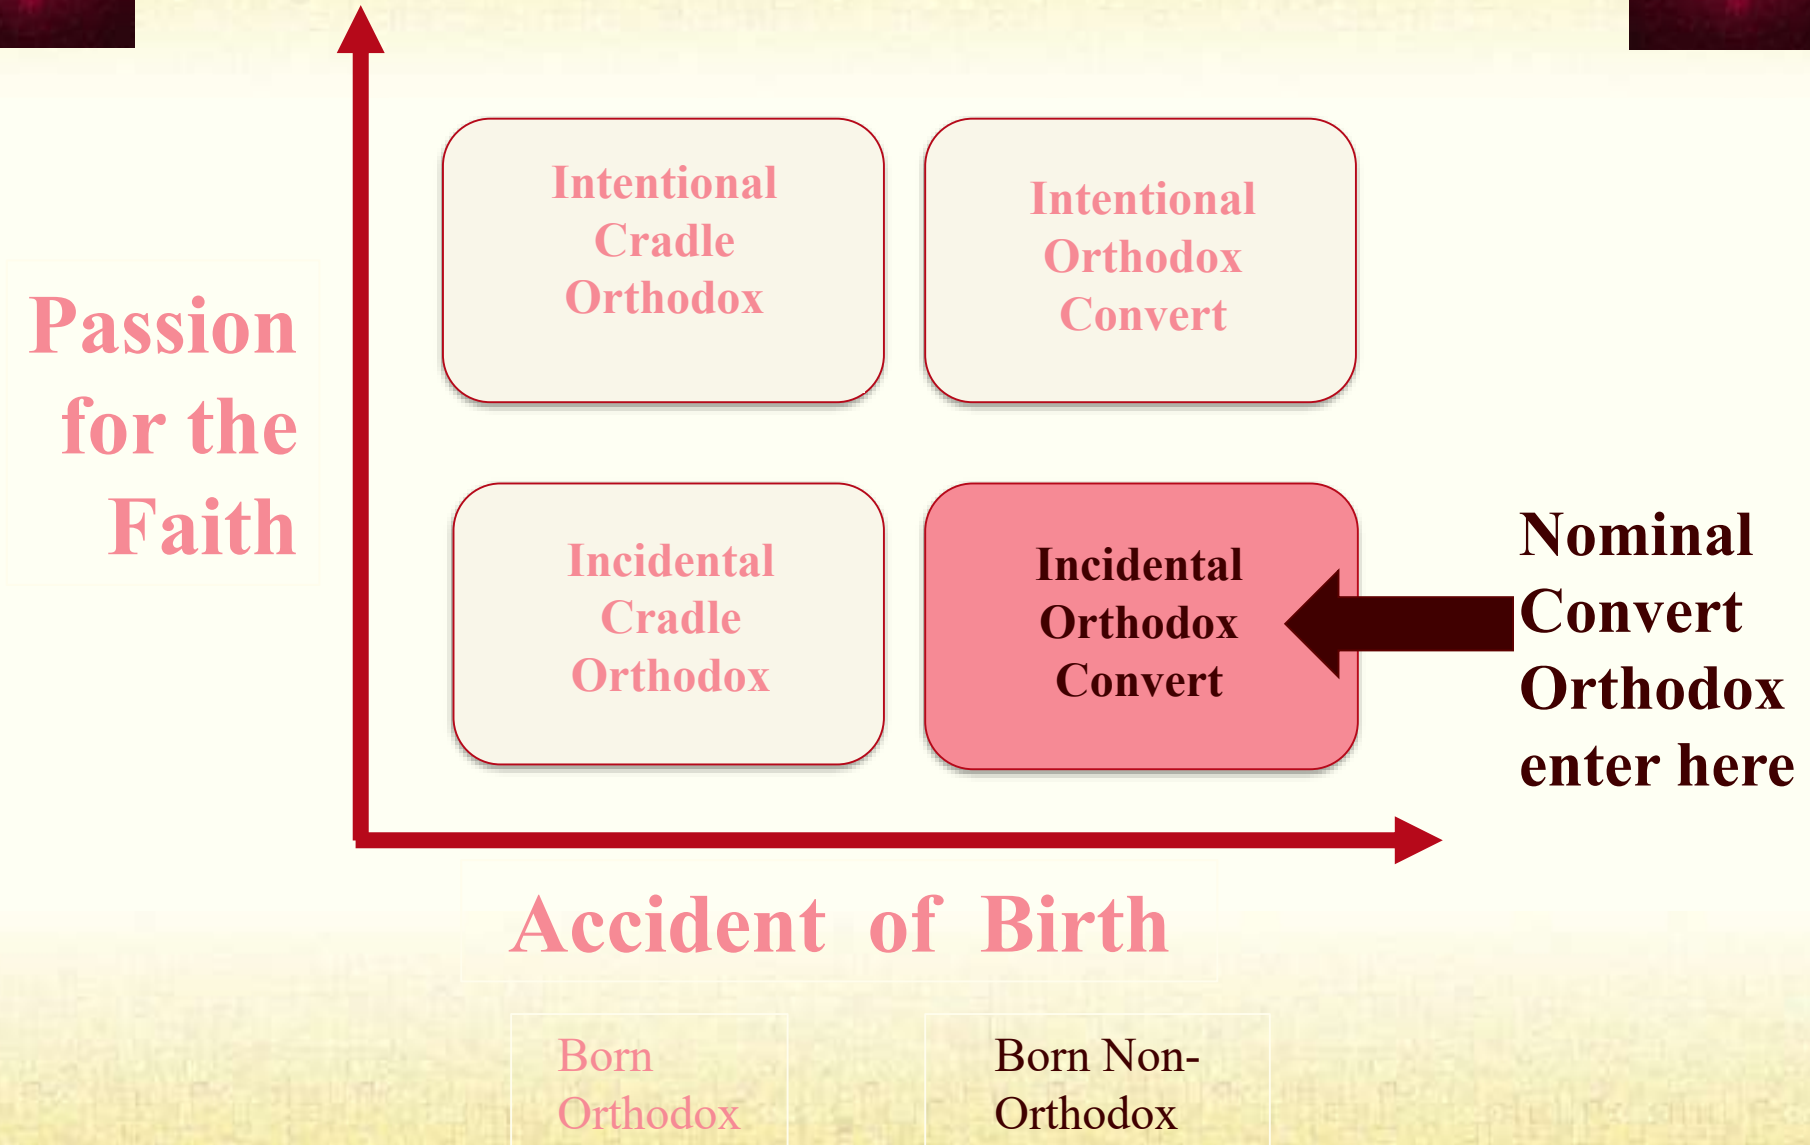 Intentional
Cradle
Orthodox
Intentional
Orthodox
Convert
Passion
for the
Faith
Incidental
Cradle
Orthodox
Incidental
Orthodox
Convert
Nominal
Convert
Orthodox
enter here
Accident of Birth
Born
Orthodox
Born Non-
Orthodox